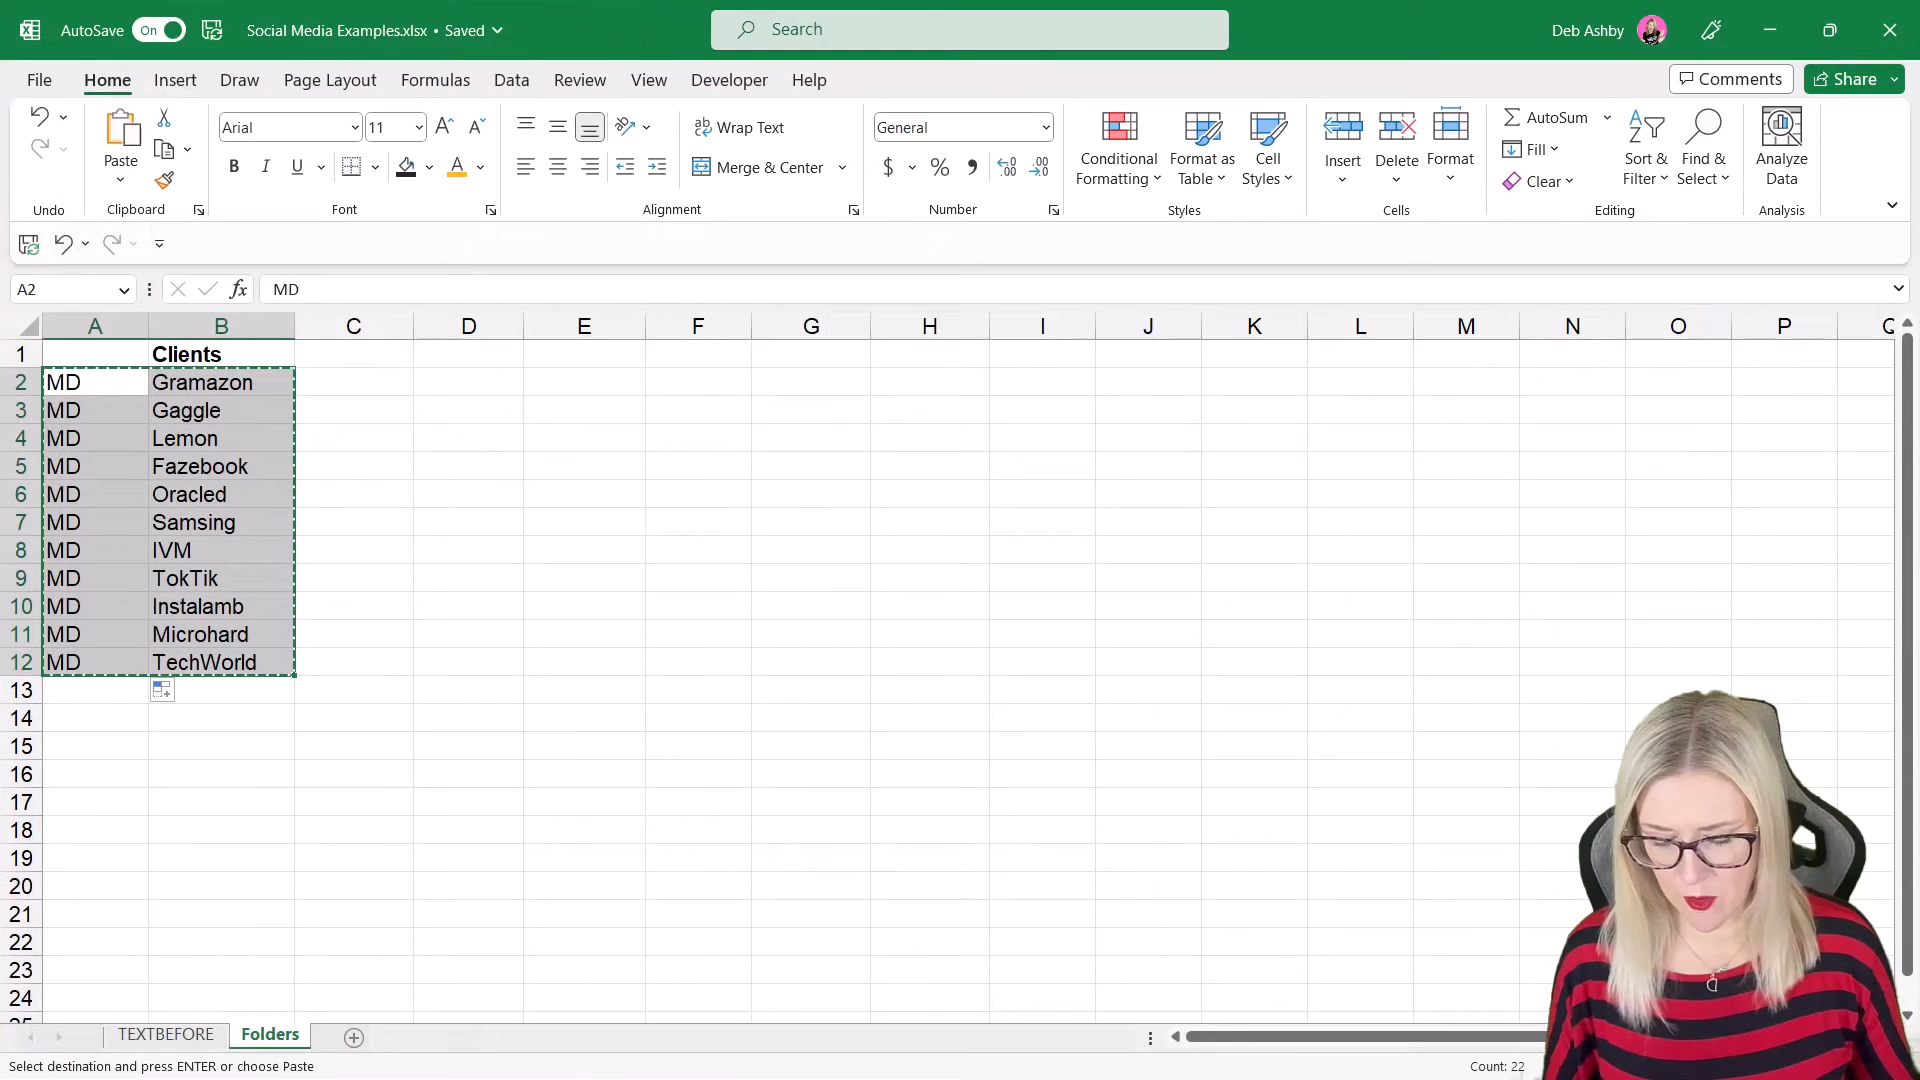 AutoSave On Social Media Examples.xlsx • Saved Search Deb Ashby
File Home Insert Draw Page Layout Formulas Data Review View Developer Help Comments Share
Paste
Arial 11
B I U A
ab Wrap Text
Merge & Center
General
$ % ,
Conditional Formatting
Format as Table
Cell Styles
Insert
Delete
Format
AutoSum
Fill
Clear
Sort & Filter
Find & Select
Analyze Data
Undo Clipboard Font Alignment Number Styles Cells Editing Analysis
A2 fx MD
A B C D E F G H I J K L M N O P Q
1 Clients
2 MD Gramazon
3 MD Gaggle
4 MD Lemon
5 MD Fazebook
6 MD Oracled
7 MD Samsing
8 MD IVM
9 MD TokTik
10 MD Instalamb
11 MD Microhard
12 MD TechWorld
13
14
15
16
17
18
19
20
21
22
23
24
TEXTBEFORE Folders
Select destination and press ENTER or choose Paste Count: 22